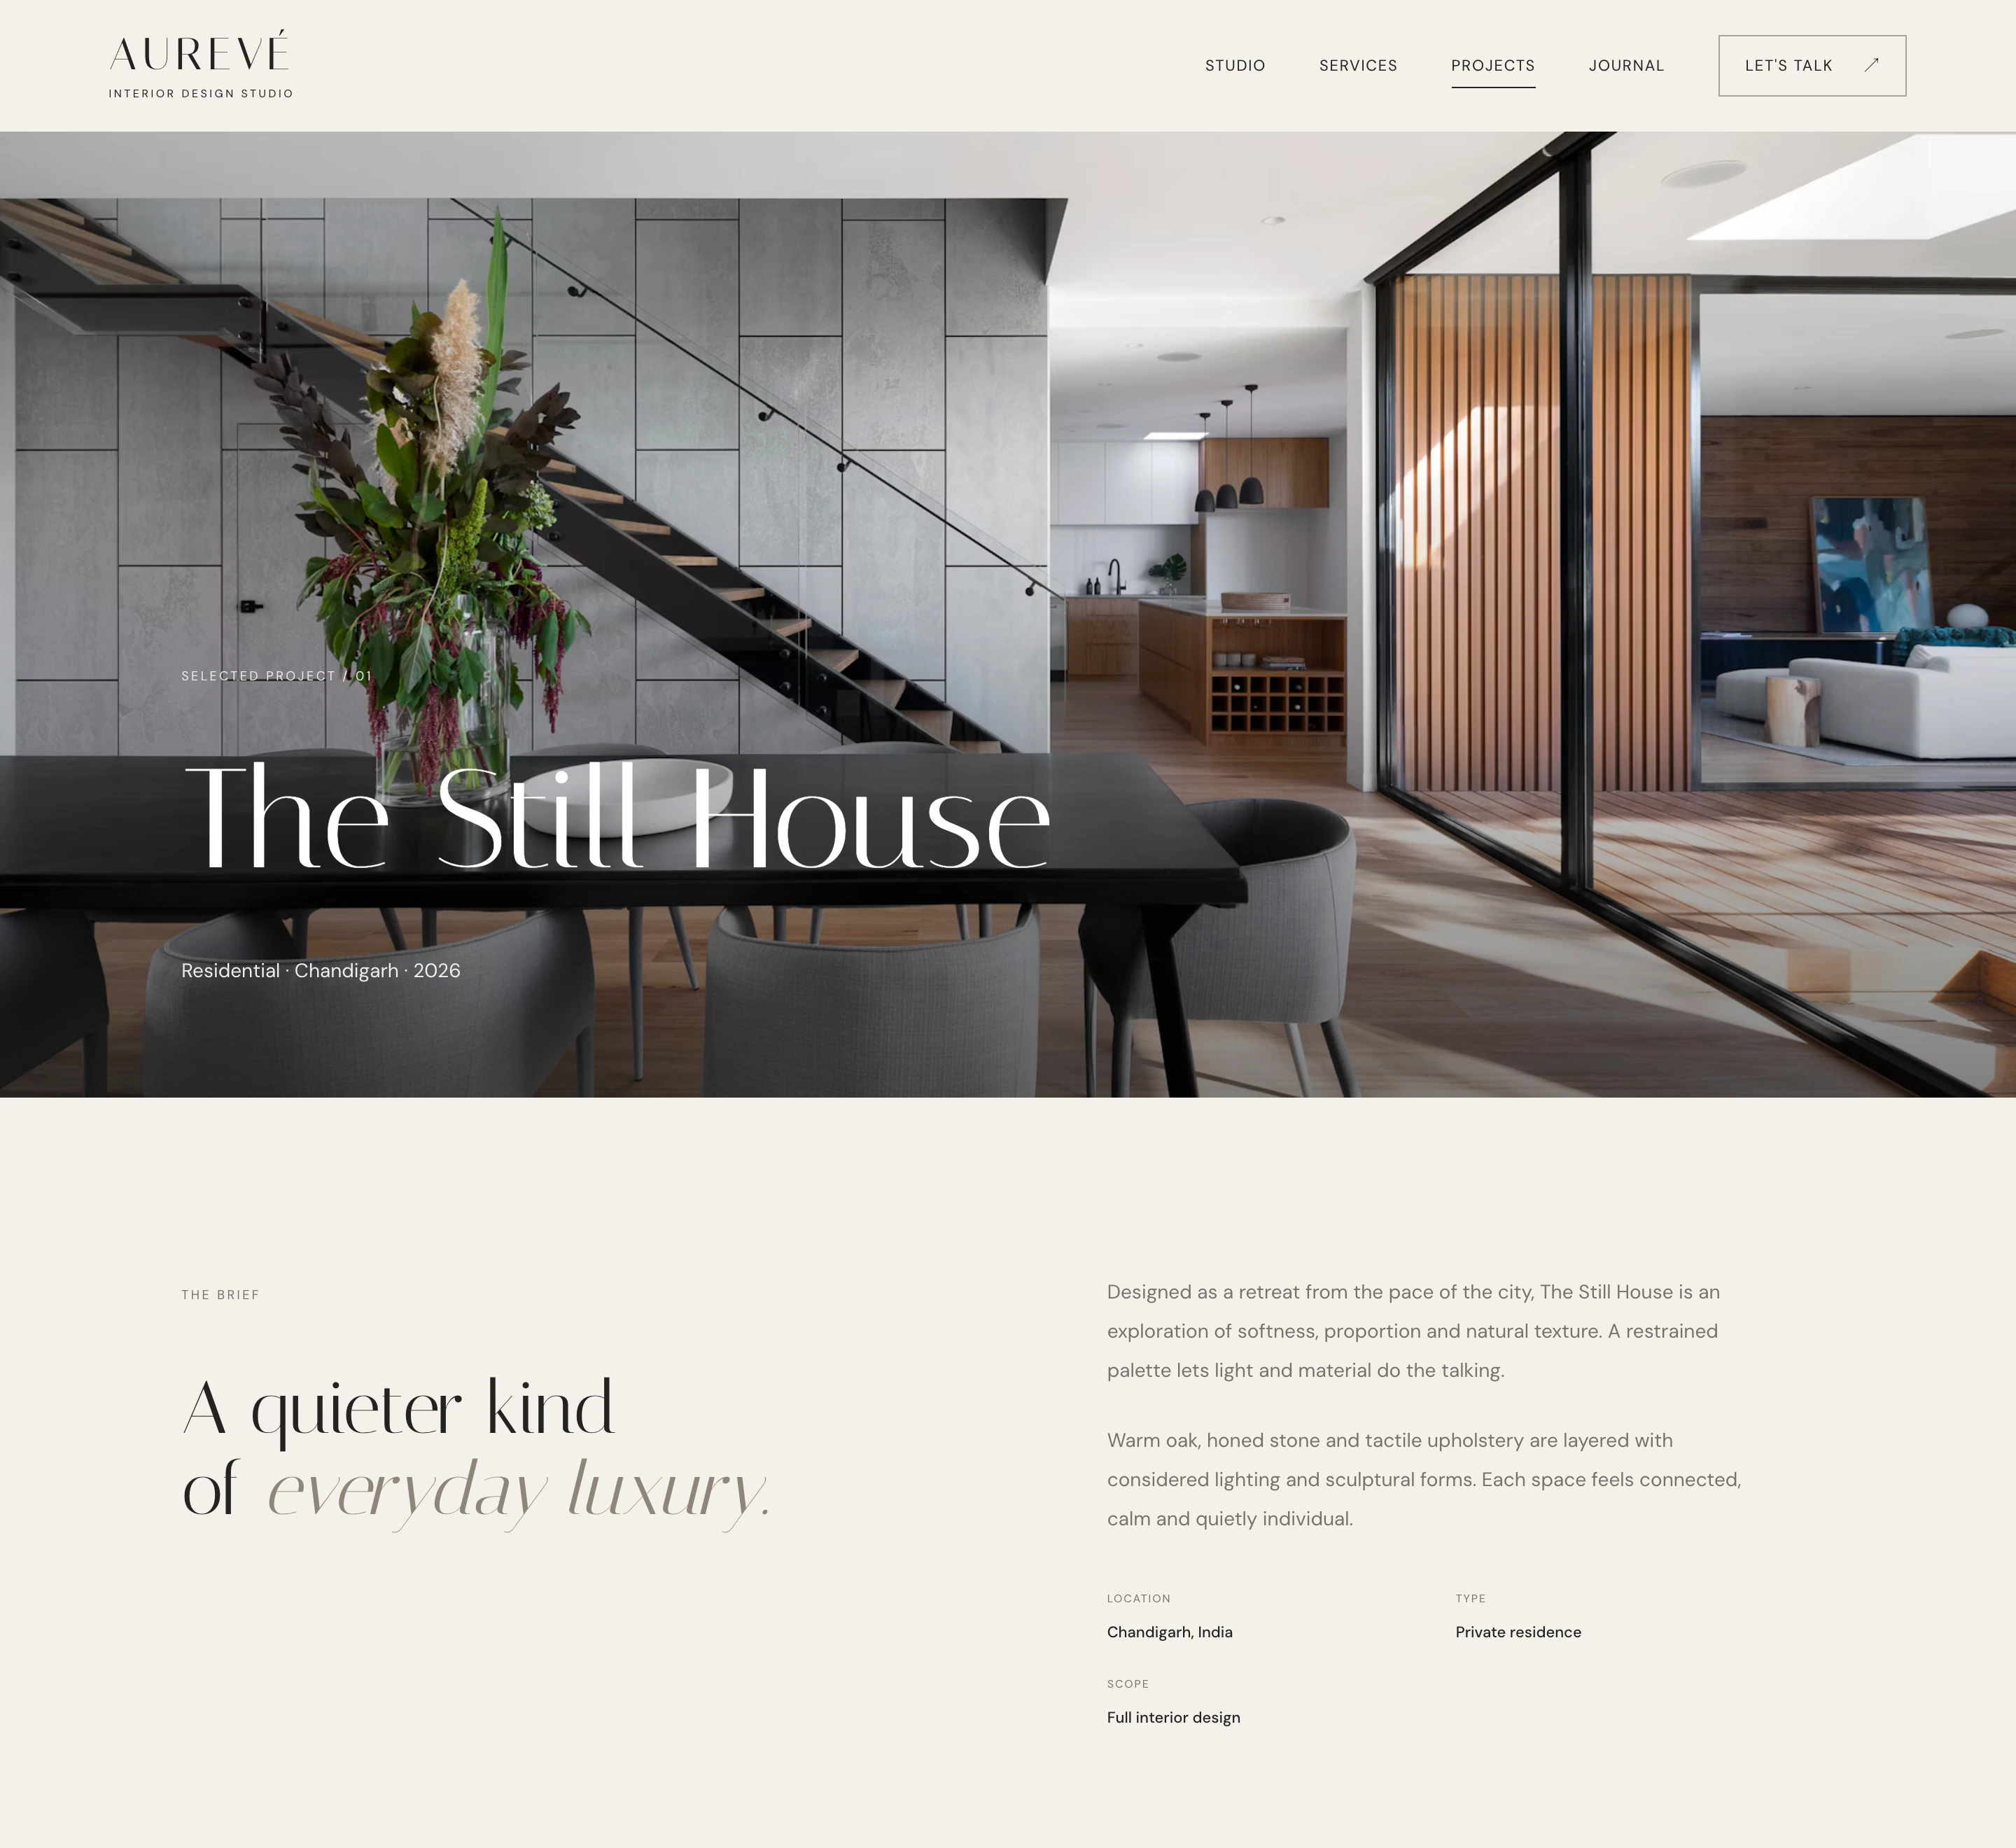 AUREVÉ
INTERIOR DESIGN STUDIO
STUDIO
SERVICES
PROJECTS
JOURNAL
LET'S TALK
SELECTED PROJECT / 01
The Still House
Residential · Chandigarh · 2026
THE BRIEF
A quieter kind
of everyday luxury.
Designed as a retreat from the pace of the city, The Still House is an
exploration of softness, proportion and natural texture. A restrained
palette lets light and material do the talking.
Warm oak, honed stone and tactile upholstery are layered with
considered lighting and sculptural forms. Each space feels connected,
calm and quietly individual.
LOCATION
Chandigarh, India
TYPE
Private residence
SCOPE
Full interior design